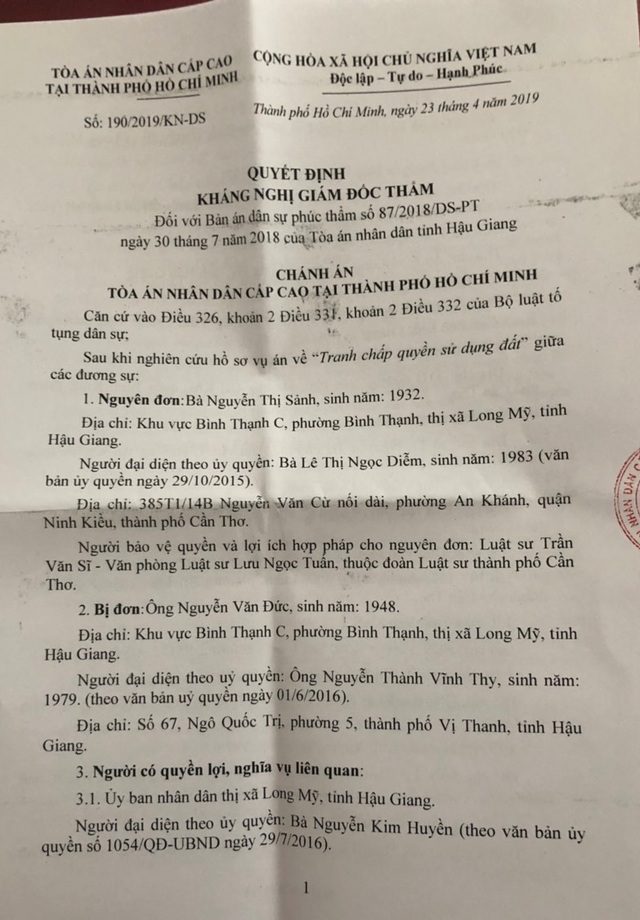 TÒA ÁN NHÂN DÂN CẤP CAO
TẠI THÀNH PHỐ HỒ CHÍ MINH
Số: 190/2019/KN-DS
CỘNG HÒA XÃ HỘI CHỦ NGHĨA VIỆT NAM
Độc lập – Tự do – Hạnh Phúc
Thành phố Hồ Chí Minh, ngày 23 tháng 4 năm 2019
QUYẾT ĐỊNH
KHÁNG NGHỊ GIÁM ĐỐC THẨM
Đối với Bản án dân sự phúc thẩm số 87/2018/DS-PT
ngày 30 tháng 7 năm 2018 của Tòa án nhân dân tỉnh Hậu Giang
CHÁNH ÁN
TÒA ÁN NHÂN DÂN CẤP CAO TẠI THÀNH PHỐ HỒ CHÍ MINH
Căn cứ vào Điều 326, khoản 2 Điều 331, khoản 2 Điều 332 của Bộ luật tố
tụng dân sự;
Sau khi nghiên cứu hồ sơ vụ án về “Tranh chấp quyền sử dụng đất” giữa
các đương sự:
1. Nguyên đơn:Bà Nguyễn Thị Sảnh, sinh năm: 1932.
Địa chỉ: Khu vực Bình Thạnh C, phường Bình Thạnh, thị xã Long Mỹ, tỉnh
Hậu Giang.
Người đại diện theo ủy quyền: Bà Lê Thị Ngọc Diễm, sinh năm: 1983 (văn
bản ủy quyền ngày 29/10/2015).
Địa chỉ: 385T1/14B Nguyễn Văn Cừ nối dài, phường An Khánh, quận
Ninh Kiều, thành phố Cần Thơ.
Người bảo vệ quyền và lợi ích hợp pháp cho nguyên đơn: Luật sư Trần
Văn Sĩ - Văn phòng Luật sư Lưu Ngọc Tuấn, thuộc đoàn Luật sư thành phố Cần
Thơ.
2. Bị đơn:Ông Nguyễn Văn Đức, sinh năm: 1948.
Địa chỉ: Khu vực Bình Thạnh C, phường Bình Thạnh, thị xã Long Mỹ, tỉnh
Hậu Giang.
Người đại diện theo uỷ quyền: Ông Nguyễn Thành Vĩnh Thy, sinh năm:
1979. (theo văn bản uỷ quyền ngày 01/6/2016).
Địa chỉ: Số 67, Ngô Quốc Trị, phường 5, thành phố Vị Thanh, tỉnh Hậu
Giang.
3. Người có quyền lợi, nghĩa vụ liên quan:
3.1. Ủy ban nhân dân thị xã Long Mỹ, tỉnh Hậu Giang.
Người đại diện theo ủy quyền: Bà Nguyễn Kim Huyền (theo văn bản ủy
quyền số 1054/QĐ-UBND ngày 29/7/2016).
1
NHÂN DÂN